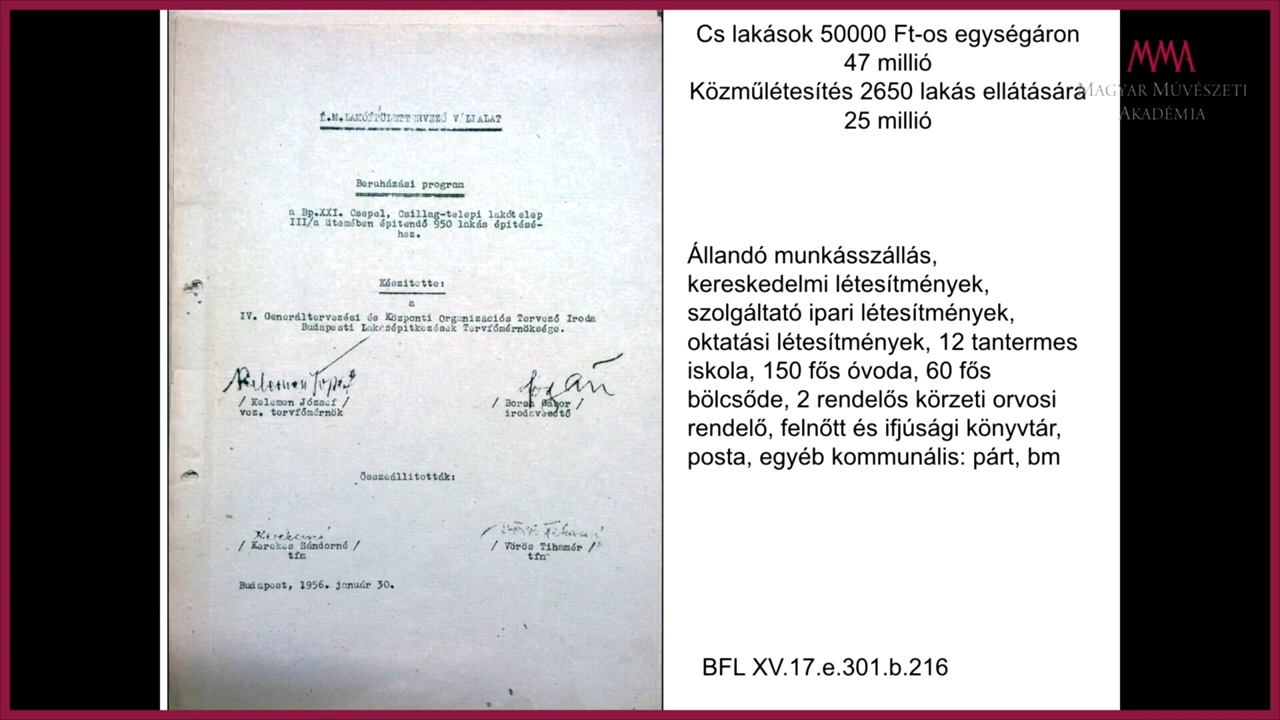 É.M.LAKÓÉPÜLETTERVEZŐ VÁLLALAT
Beruházási program
a Bp.XXI. Csepel, Csillag-telepi lakótelep
III/a ütemében építendő 950 lakás építésé-
hez.
Készitette:
a
IV. Generáltervezési és Központi Organizációs Tervező Iroda
Budapesti Lakásépitkezések Tervfőmérnöksége.
/ Kelemen József /
vez. tervfőmérnök
/ Borsa Gábor /
irodavezető
Összeállitották:
/ Kerekes Sándorné /
tfm
/ Vörös Tihamér /
tfm
Budapest, 1956. január 30.
Cs lakások 50000 Ft-os egységáron
47 millió
Közműlétesítés 2650 lakás ellátására
25 millió
Állandó munkásszállás,
kereskedelmi létesítmények,
szolgáltató ipari létesítmények,
oktatási létesítmények, 12 tantermes
iskola, 150 fős óvoda, 60 fős
bölcsőde, 2 rendelős körzeti orvosi
rendelő, felnőtt és ifjúsági könyvtár,
posta, egyéb kommunális: párt, bm
BFL XV.17.e.301.b.216
MMA
MAGYAR MŰVÉSZETI
AKADÉMIA